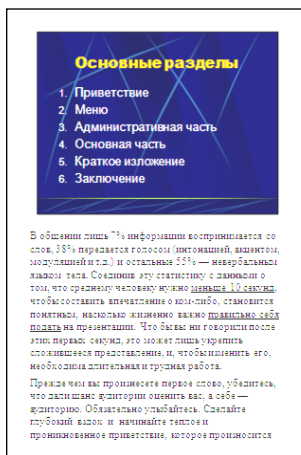 Основные разделы
1. Приветствие
2. Меню
3. Административная часть
4. Основная часть
5. Краткое изложение
6. Заключение
В общении лишь 7% информации воспринимается со
слов, 38% передается голосом (интонацией, акцентом,
модуляцией и т.д.) и остальные 55% — невербальным
языком тела. Соединив эту статистику с данными о
том, что среднему человеку нужно меньше 10 секунд,
чтобы составить впечатление о ком-либо, становится
понятным, насколько жизненно важно правильно себя
подать на презентации. Что бы вы ни говорили после
этих первых секунд, это может лишь укрепить
сложившееся представление, и, чтобы изменить его,
необходима длительная и трудная работа.
Прежде чем вы произнесете первое слово, убедитесь,
что дали шанс аудитории оценить вас, а себе —
аудиторию. Обязательно улыбайтесь. Сделайте
глубокий вздох и начинайте теплое и
проникновенное приветствие, которое произносится